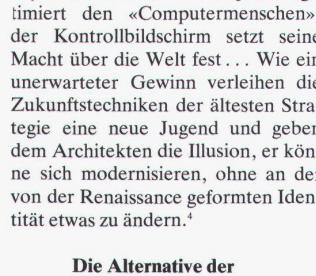 timiert den «Computermenschen»
der Kontrollbildschirm setzt seine
Macht über die Welt fest . . . Wie ein
unerwarteter Gewinn verleihen die
Zukunftstechniken der ältesten Stra-
tegie eine neue Jugend und geben
dem Architekten die Illusion, er kön-
ne sich modernisieren, ohne an der
von der Renaissance geformten Iden-
tität etwas zu ändern.⁴
Die Alternative der